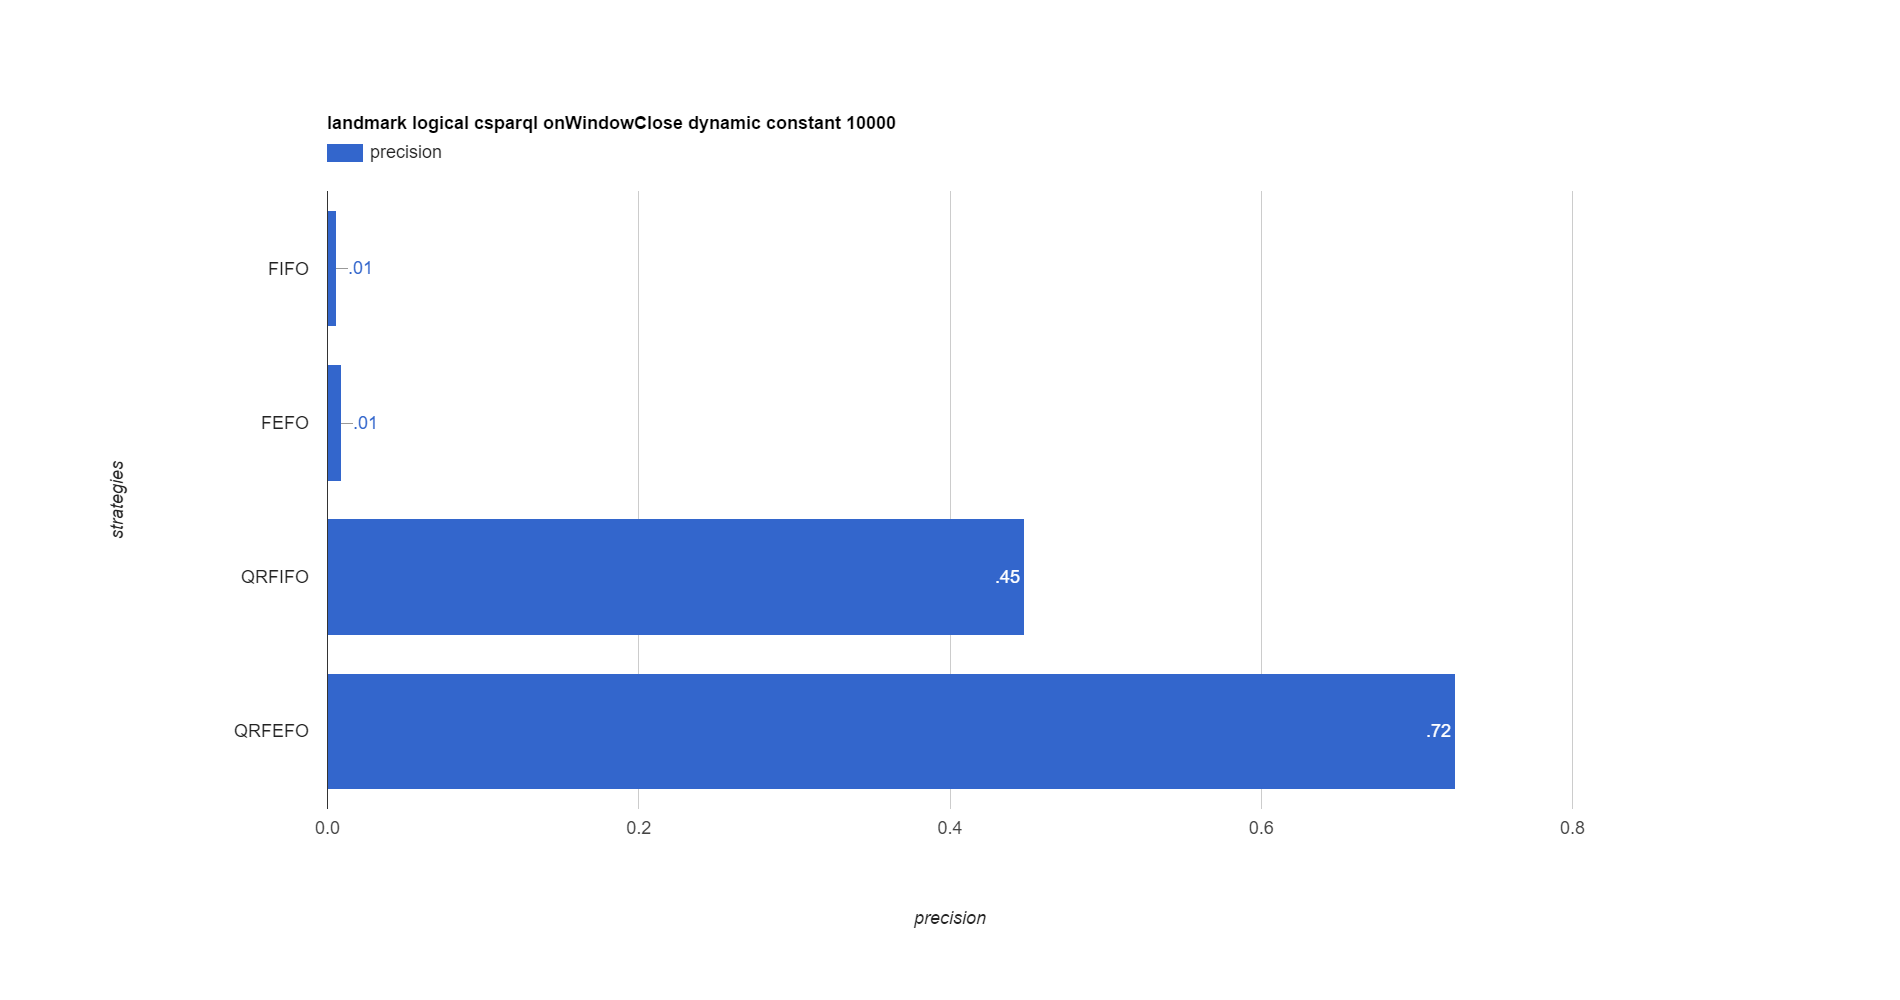 landmark logical csparql onWindowClose dynamic constant 10000
precision
FIFO
.01
FEFO
.01
strategies
QRFIFO
.45
QRFEFO
.72
0.0 0.2 0.4 0.6 0.8
precision